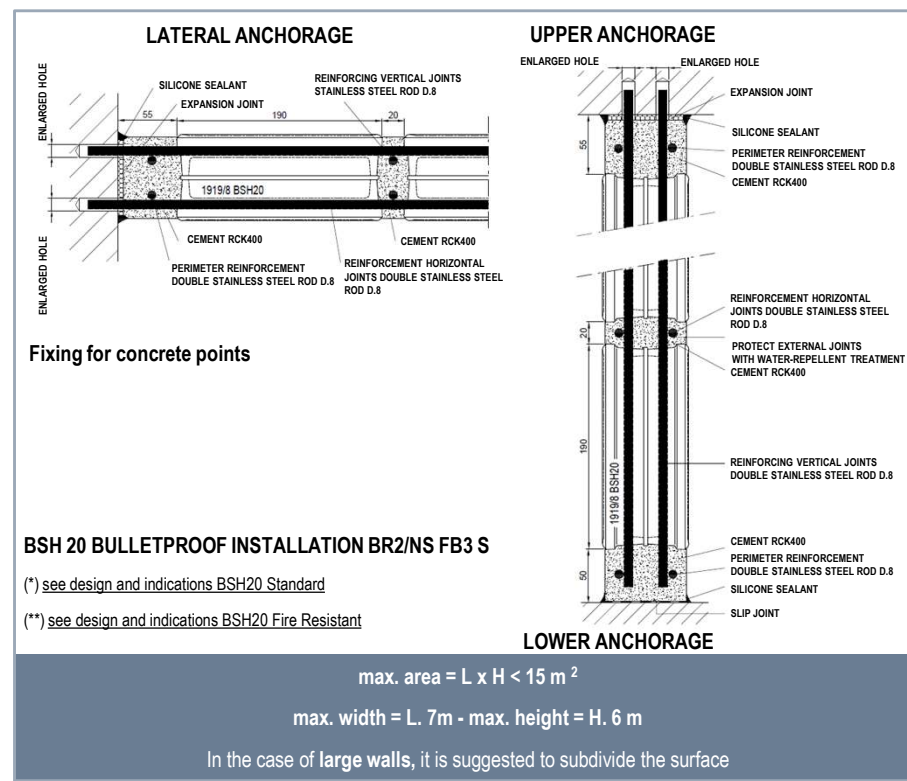 LATERAL ANCHORAGE
ENLARGED HOLE
SILICONE SEALANT
EXPANSION JOINT
REINFORCING VERTICAL JOINTS
STAINLESS STEEL ROD D.8
55
190
20
1919/8 BSH20
ENLARGED HOLE
CEMENT RCK400
CEMENT RCK400
PERIMETER REINFORCEMENT
DOUBLE STAINLESS STEEL ROD D.8
REINFORCEMENT HORIZONTAL
JOINTS DOUBLE STAINLESS STEEL
ROD D.8
Fixing for concrete points
UPPER ANCHORAGE
ENLARGED HOLE
ENLARGED HOLE
EXPANSION JOINT
SILICONE SEALANT
55
PERIMETER REINFORCEMENT
DOUBLE STAINLESS STEEL ROD D.8
CEMENT RCK400
REINFORCEMENT HORIZONTAL
JOINTS DOUBLE STAINLESS STEEL
ROD D.8
20
PROTECT EXTERNAL JOINTS
WITH WATER-REPELLENT TREATMENT
CEMENT RCK400
190
1919/8 BSH20
REINFORCING VERTICAL JOINTS
DOUBLE STAINLESS STEEL ROD D.8
CEMENT RCK400
PERIMETER REINFORCEMENT
DOUBLE STAINLESS STEEL ROD D.8
50
SILICONE SEALANT
SLIP JOINT
LOWER ANCHORAGE
BSH 20 BULLETPROOF INSTALLATION BR2/NS FB3 S
(*) see design and indications BSH20 Standard
(**) see design and indications BSH20 Fire Resistant
max. area = L x H < 15 m ²
max. width = L. 7m - max. height = H. 6 m
In the case of large walls, it is suggested to subdivide the surface